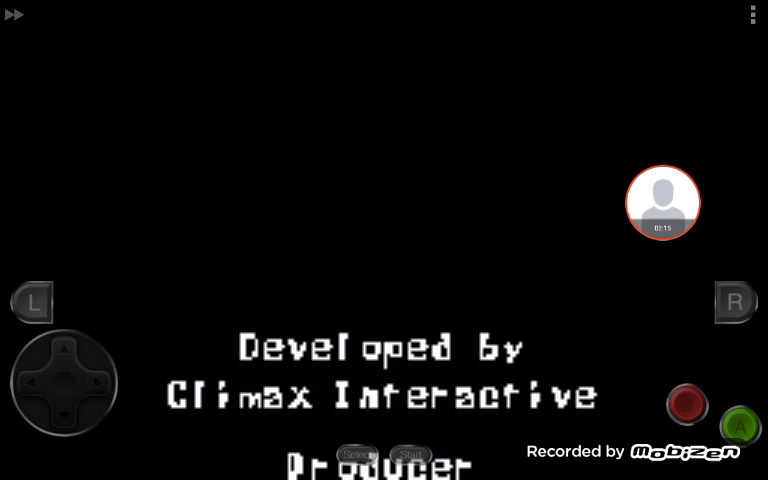 02:15
L
R
Developed by
Climax Interactive
B
A
Select
Start
Recorded by Mobizen
Producer